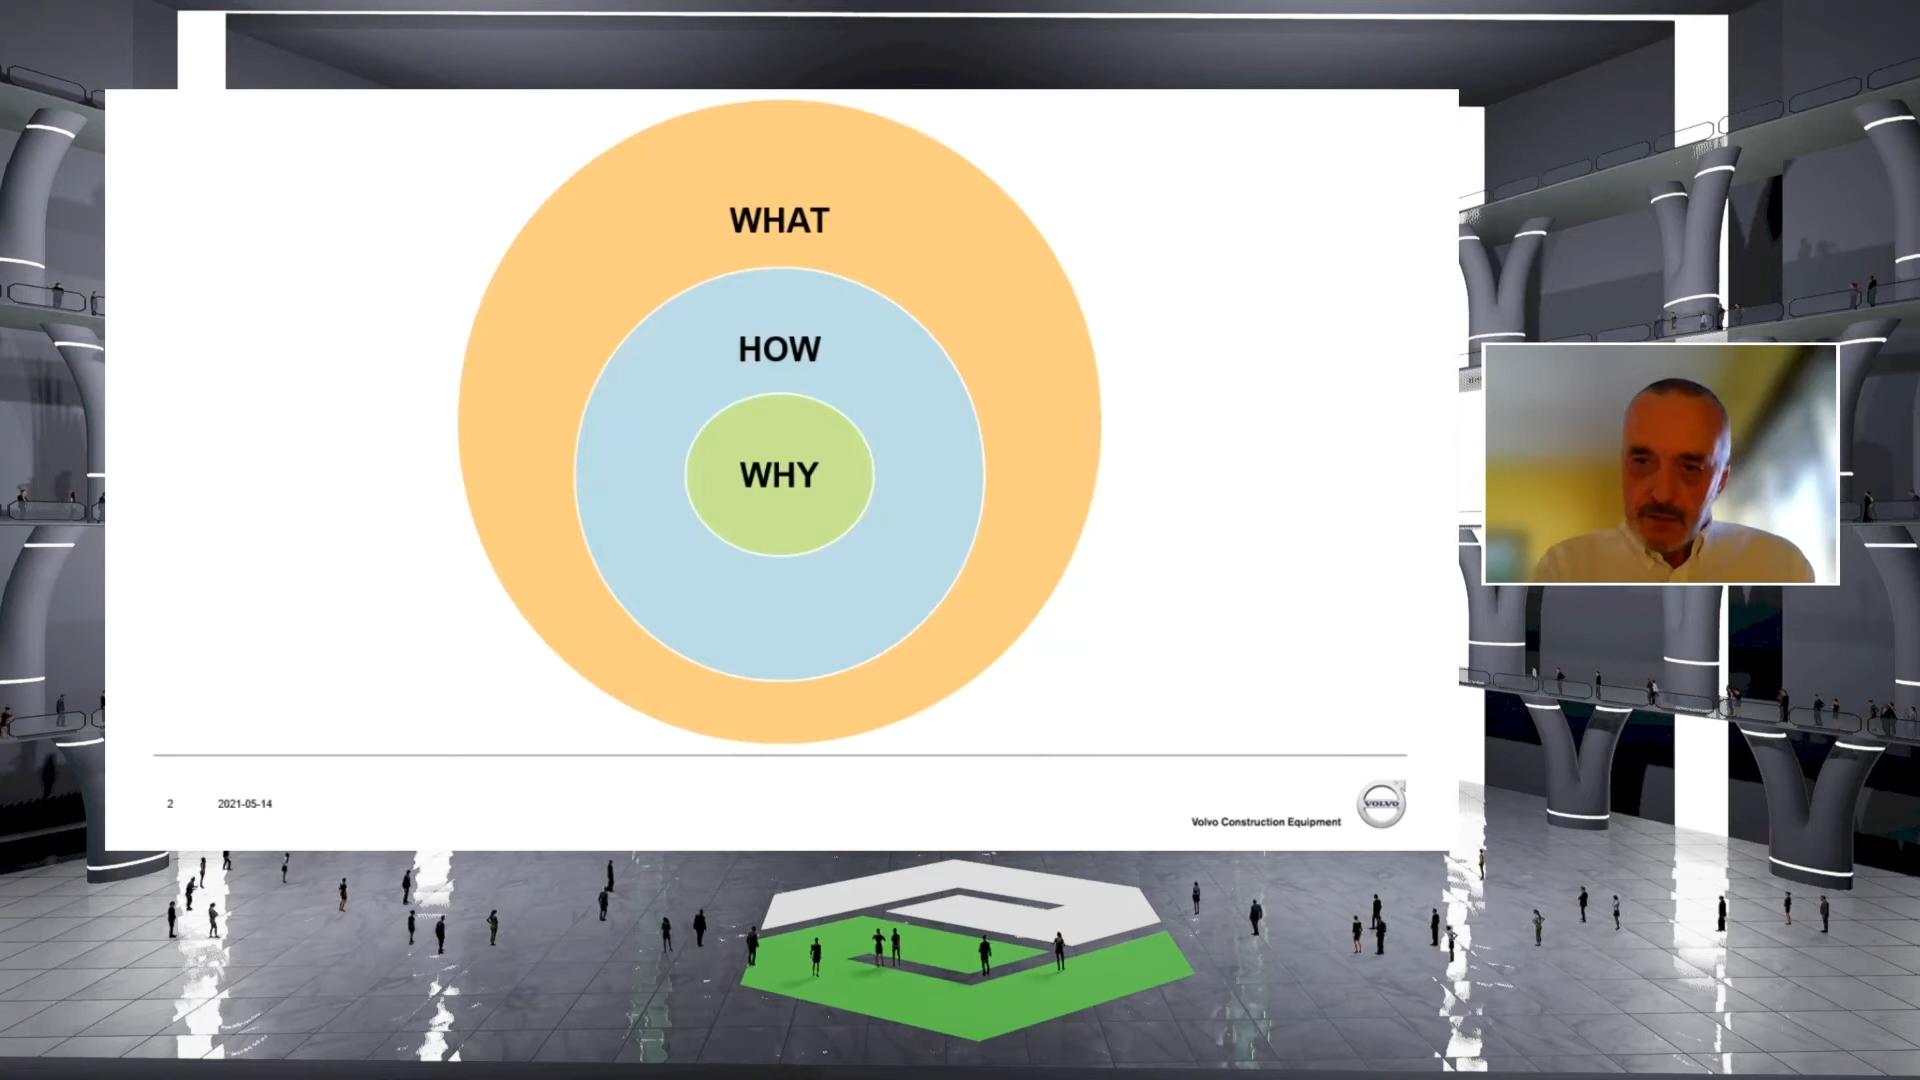 WHAT
HOW
WHY
2 2021-05-14
Volvo Construction Equipment
VOLVO